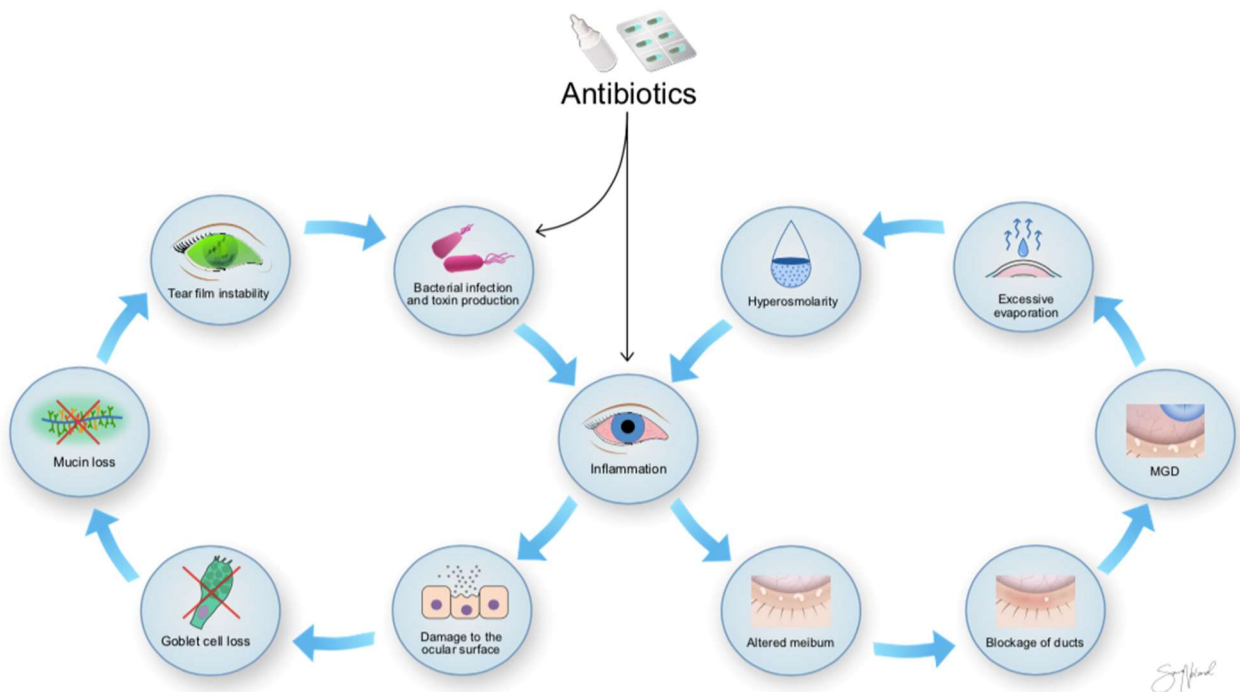 Antibiotics
Tear film instability
Bacterial infection
and toxin production
Hyperosmolarity
Excessive
evaporation
Mucin loss
Inflammation
MGD
Goblet cell loss
Damage to the
ocular surface
Altered meibum
Blockage of ducts